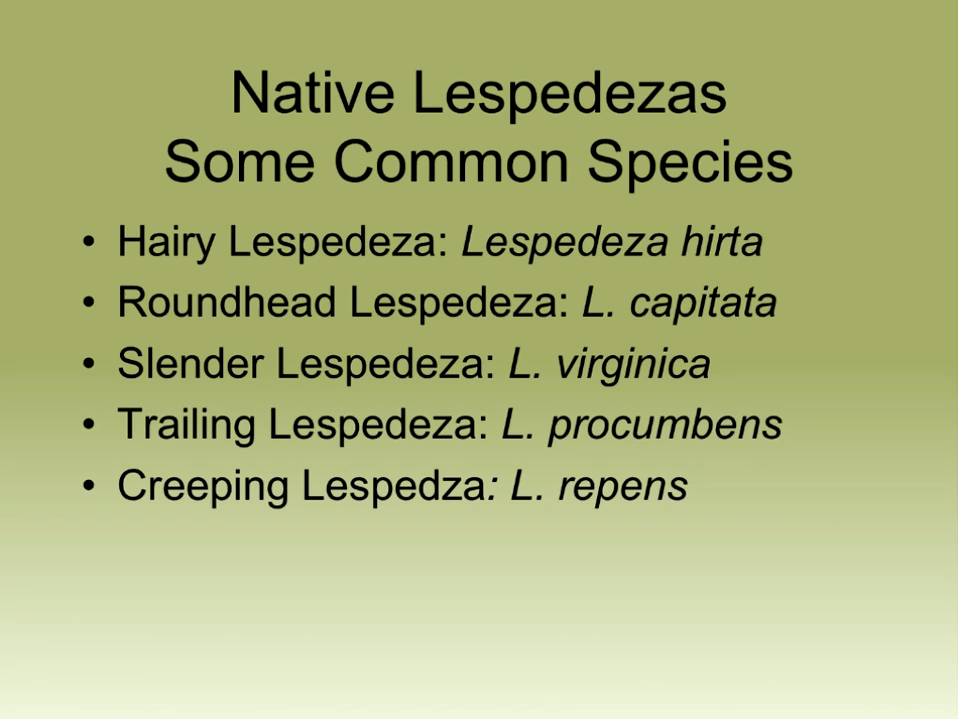 Native Lespedezas
Some Common Species
• Hairy Lespedeza: Lespedeza hirta
• Roundhead Lespedeza: L. capitata
• Slender Lespedeza: L. virginica
• Trailing Lespedeza: L. procumbens
• Creeping Lespedza: L. repens